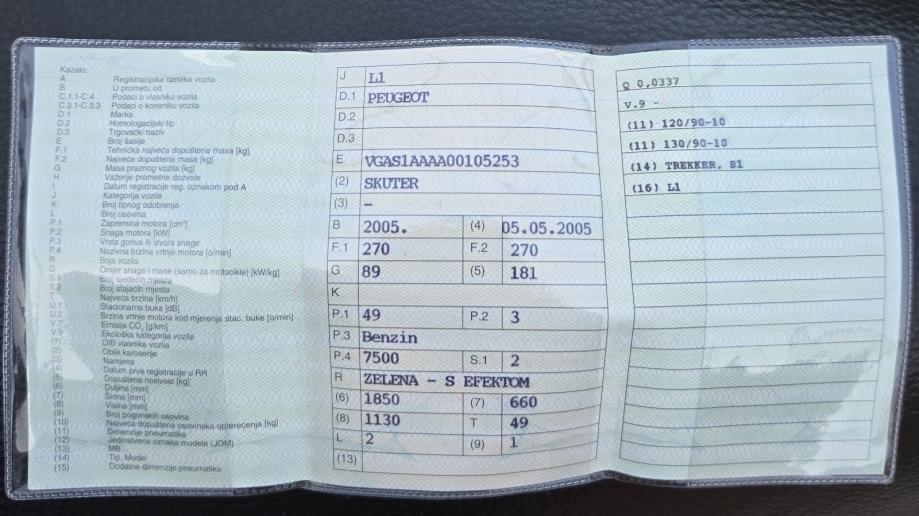 Kazalo:
A Registracijska oznaka vozila
B U prometu od
C.1.1-C.4 Podaci o vlasniku vozila
C.3.1-C.3.3 Podaci o korisniku vozila
D.1 Marka
D.2 Homologacijski tip
D.3 Trgovački naziv
E Broj šasije
F.1 Tehnička najveća dopuštena masa [kg]
F.2 Najveća dopuštena masa [kg]
G Masa praznog vozila [kg]
H Važenje prometne dozvole
I Datum registracije reg. oznakom pod A
J Kategorija vozila
K Broj tipnog odobrenja
L Broj osovina
P.1 Zapremina motora [cm³]
P.2 Snaga motora [kW]
P.3 Vrsta goriva ili izvora snage
P.4 Nazivna brzina vrtnje motora [o/min]
R Boja vozila
Q Omjer snage i mase (samo za motocikle) [kW/kg]
S.1 Broj sjedećih mjesta
S.2 Broj stajaćih mjesta
Najveća brzina [km/h]
U.1 Stacionarna buka [dB]
U.2 Brzina vrtnje motora kod mjerenja stac. buke [o/min]
V.7 Emisija CO₂ [g/km]
V.9 Ekološka kategorija vozila
(1) OIB vlasnika vozila
(2) Oblik karoserije
(3) Namjena
(4) Datum prve registracije u RH
(5) Dopuštena nosivost [kg]
(6) Duljina [mm]
(7) Širina [mm]
(8) Visina [mm]
(9) Broj pogonskih osovina
(10) Najveća dopuštena osovinska opterećenja [kg]
(11) Dimenzije pneumatika
(12) Jedinstvena oznaka modela (JOM)
(13) MB
(14) Tip, Model
(15) Dodatne dimenzije pneumatika
J L1
D.1 PEUGEOT
D.2
D.3
E VGAS1AAAA00105253
(2) SKUTER
(3) –
B 2005. (4) 05.05.2005
F.1 270 F.2 270
G 89 (5) 181
K
P.1 49 P.2 3
P.3 Benzin
P.4 7500 S.1 2
R ZELENA - S EFEKTOM
(6) 1850 (7) 660
(8) 1130 T 49
L 2 (9) 1
(13)
Q 0,0337
V.9 -
(11) 120/90-10
(11) 130/90-10
(14) TREKKER, S1
(16) L1